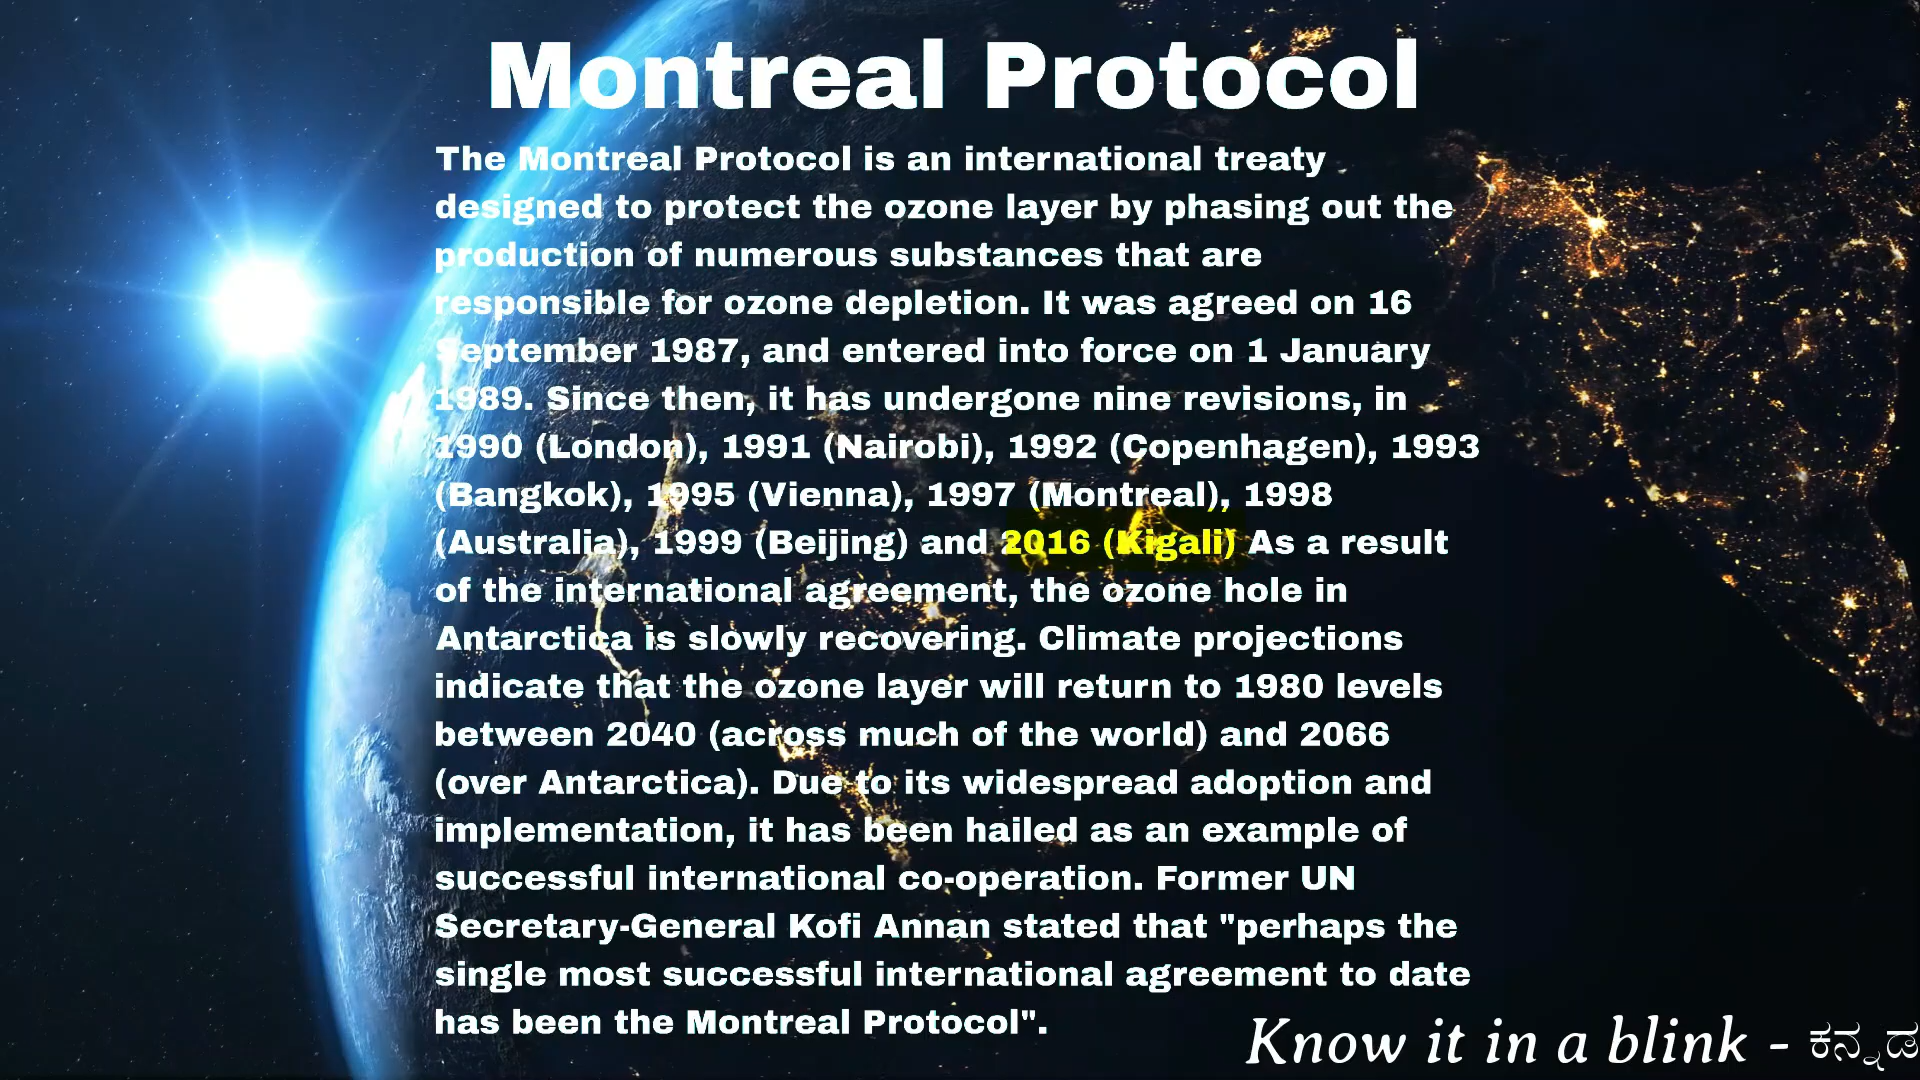 Montreal Protocol
The Montreal Protocol is an international treaty
designed to protect the ozone layer by phasing out the
production of numerous substances that are
responsible for ozone depletion. It was agreed on 16
September 1987, and entered into force on 1 January
1989. Since then, it has undergone nine revisions, in
1990 (London), 1991 (Nairobi), 1992 (Copenhagen), 1993
(Bangkok), 1995 (Vienna), 1997 (Montreal), 1998
(Australia), 1999 (Beijing) and 2016 (Kigali) As a result
of the international agreement, the ozone hole in
Antarctica is slowly recovering. Climate projections
indicate that the ozone layer will return to 1980 levels
between 2040 (across much of the world) and 2066
(over Antarctica). Due to its widespread adoption and
implementation, it has been hailed as an example of
successful international co-operation. Former UN
Secretary-General Kofi Annan stated that "perhaps the
single most successful international agreement to date
has been the Montreal Protocol".
Know it in a blink - ಕನ್ನಡ